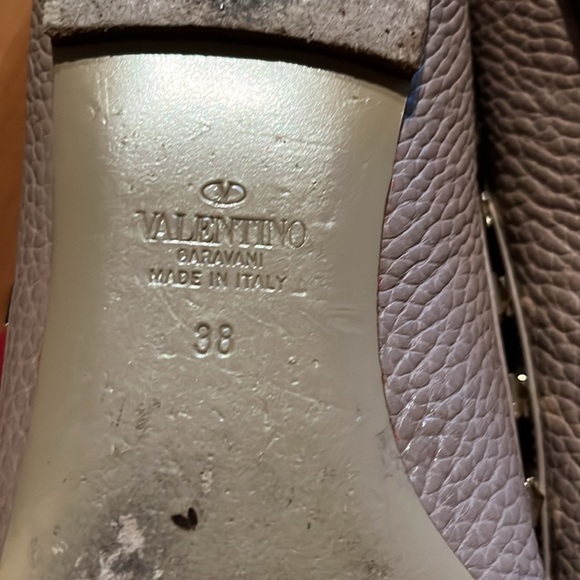 VALENTINO
GARAVANI
MADE IN ITALY
38